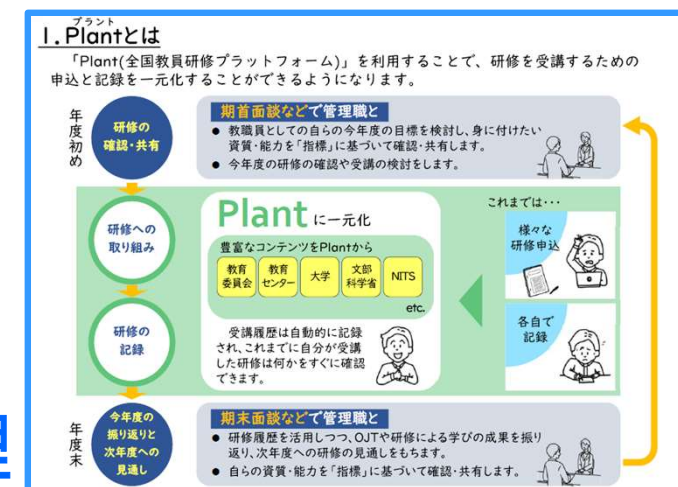 プラント
1.Plantとは
「Plant(全国教員研修プラットフォーム)」を利用することで、研修を受講するための
申込と記録を一元化することができるようになります。
年度初め
研修の
確認・共有
期首面談などで管理職と
● 教職員としての自らの今年度の目標を検討し、身に付けたい
資質・能力を「指標」に基づいて確認・共有します。
● 今年度の研修の確認や受講の検討をします。
研修への
取り組み
Plantに一元化
豊富なコンテンツをPlantから
教育
委員会
教育
センター
大学
文部
科学省
NITS
etc.
これまでは・・・
様々な
研修申込
研修の
記録
受講履歴は自動的に記録
され、これまでに自分が受講
した研修は何かをすぐに確認
できます。
各自で
記録
年度末
今年度の
振り返りと
次年度への
見通し
期末面談などで管理職と
● 研修履歴を活用しつつ、OJTや研修による学びの成果を振り
返り、次年度への研修の見通しをもちます。
● 自らの資質・能力を「指標」に基づいて確認・共有します。